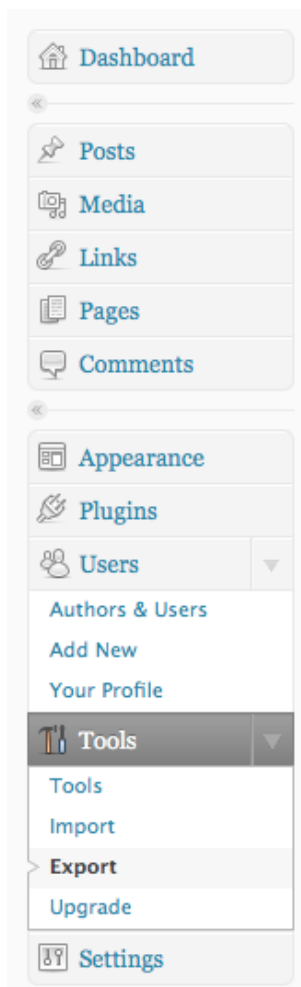 Dashboard
Posts
Media
Links
Pages
Comments
Appearance
Plugins
Users
Authors & Users
Add New
Your Profile
Tools
Tools
Import
Export
Upgrade
Settings